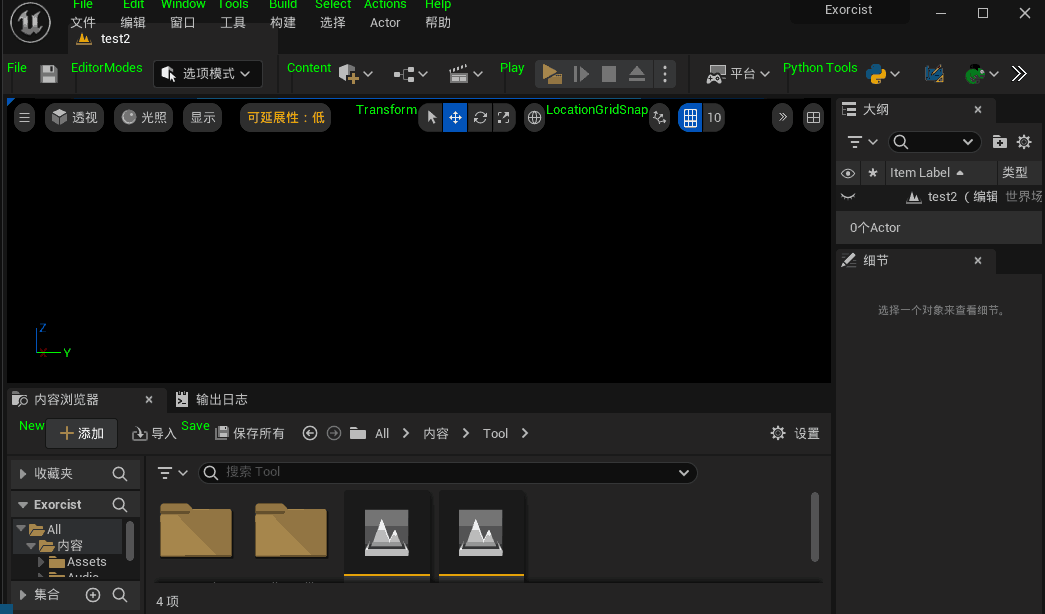 File Edit Window Tools Build Select Actions Help
文件 编辑 窗口 工具 构建 选择 Actor 帮助
Exorcist
test2
File EditorModes Content Play Python Tools
选项模式 平台
Transform LocationGridSnap
透视 光照 显示 可延展性：低 10
Z
Y
大纲
Item Label 类型
test2（编辑 世界场
0个Actor
细节
选择一个对象来查看细节。
内容浏览器 输出日志
New Save
添加 导入 保存所有 All 内容 Tool 设置
收藏夹 搜索 Tool
Exorcist
All
内容
Assets
Audio
集合
4 项